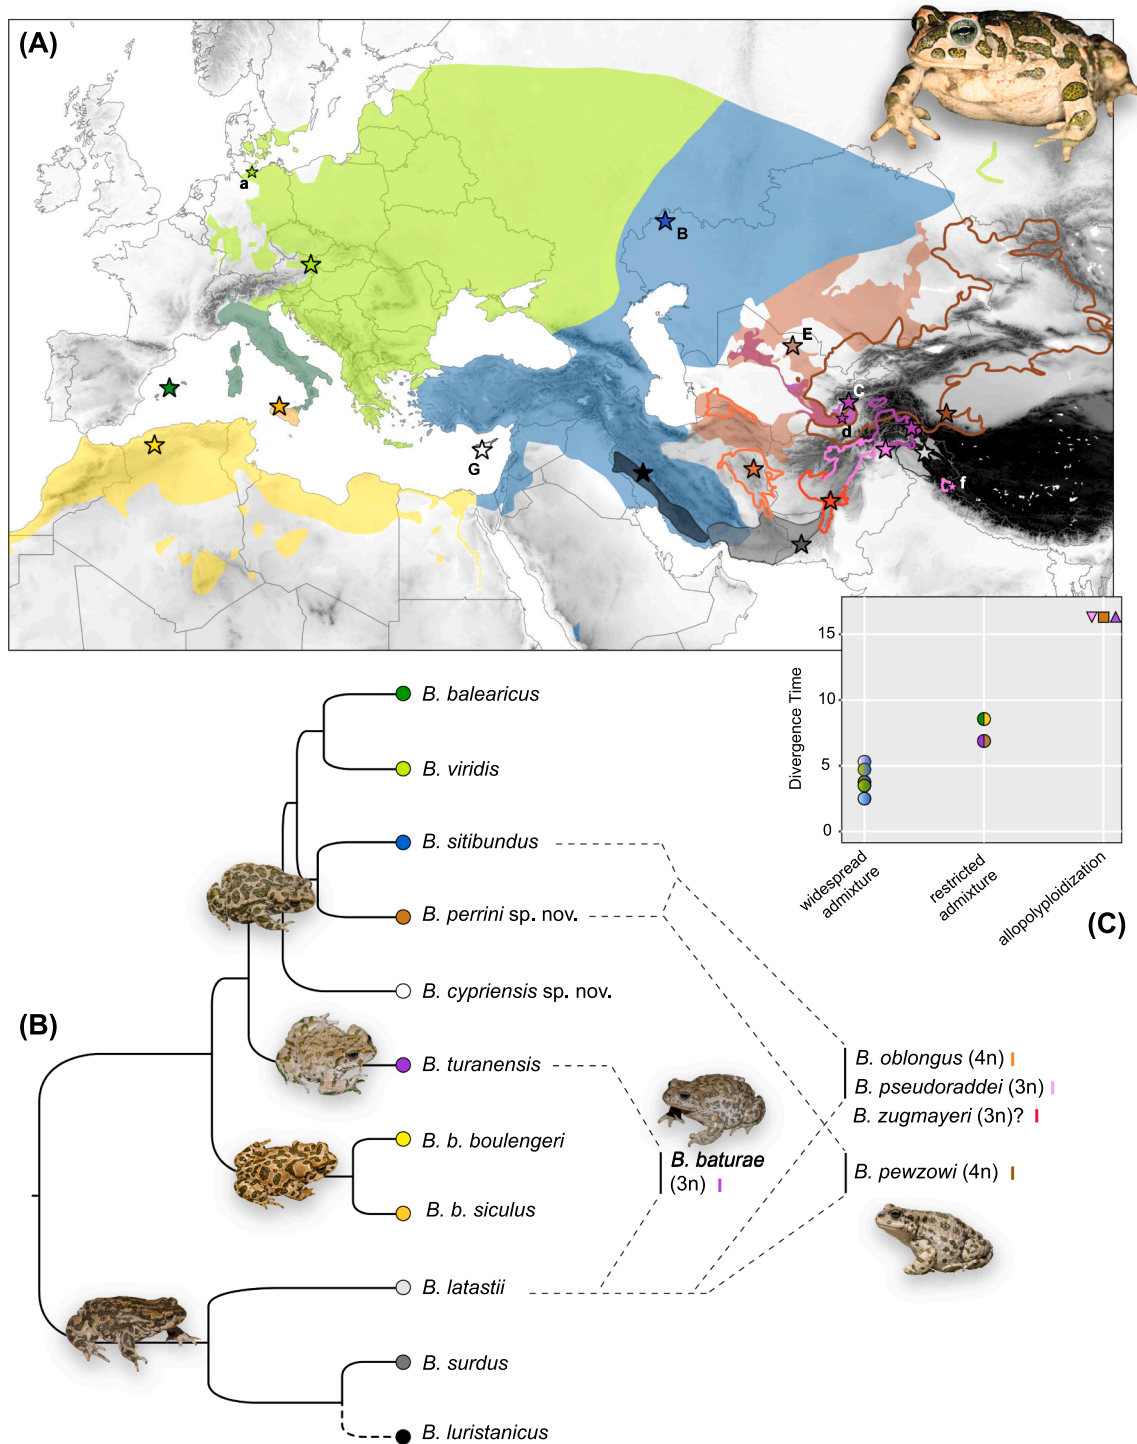 (A)
a
B
E
C
d
G
f
15
10
5
0
Divergence Time
widespread
admixture
restricted
admixture
allopolyploidization
(C)
(B)
B. balearicus
B. viridis
B. sitibundus
B. perrini sp. nov.
B. cypriensis sp. nov.
B. turanensis
B. b. boulengeri
B. b. siculus
B. latastii
B. surdus
B. luristanicus
B. baturae
(3n)
B. oblongus (4n)
B. pseudoraddei (3n)
B. zugmayeri (3n)?
B. pewzowi (4n)